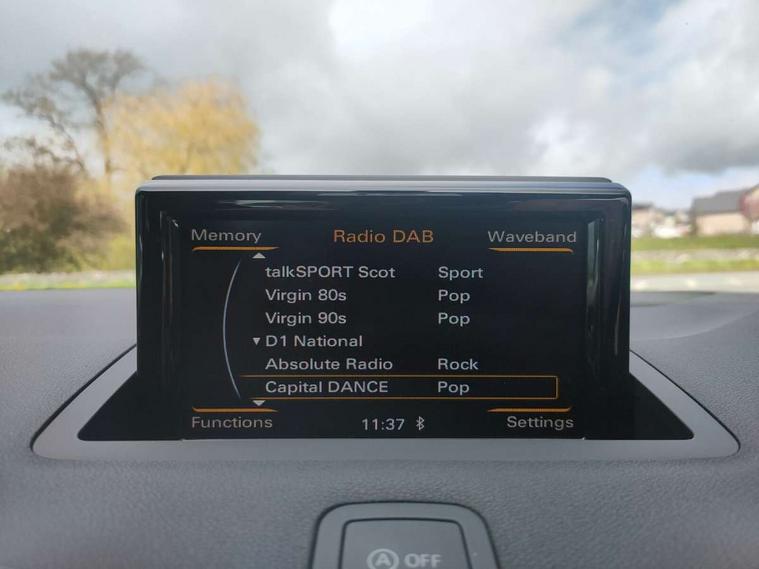 Memory Radio DAB Waveband
talkSPORT Scot Sport
Virgin 80s Pop
Virgin 90s Pop
▼ D1 National
Absolute Radio Rock
Capital DANCE Pop
Functions 11:37 Settings
A OFF